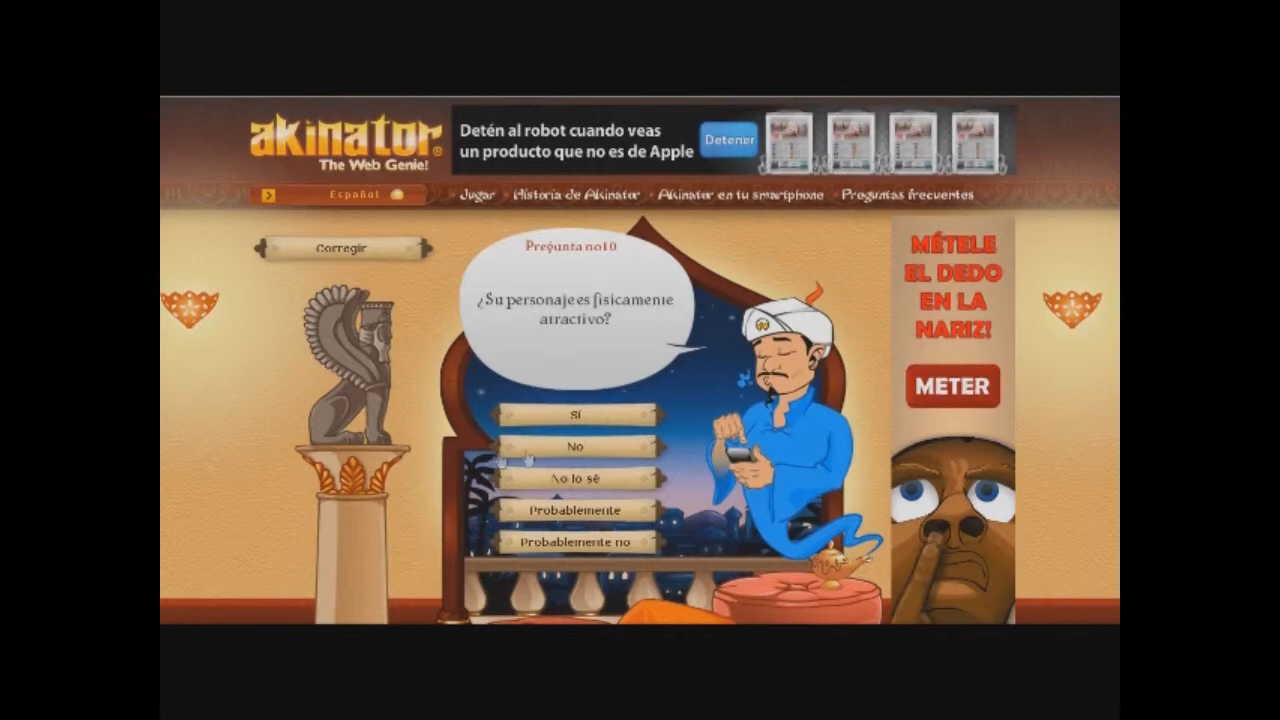 akinator®
The Web Genie!
Detén al robot cuando veas
un producto que no es de Apple
Detener
Español
Jugar
Historia de Akinator
Akinator en tu smartphone
Preguntas frecuentes
Corregir
Pregunta no10
¿Su personaje es fisicamente
atractivo?
Sí
No
No lo sé
Probablemente
Probablemente no
MÉTELE
EL DEDO
EN LA
NARIZ!
METER